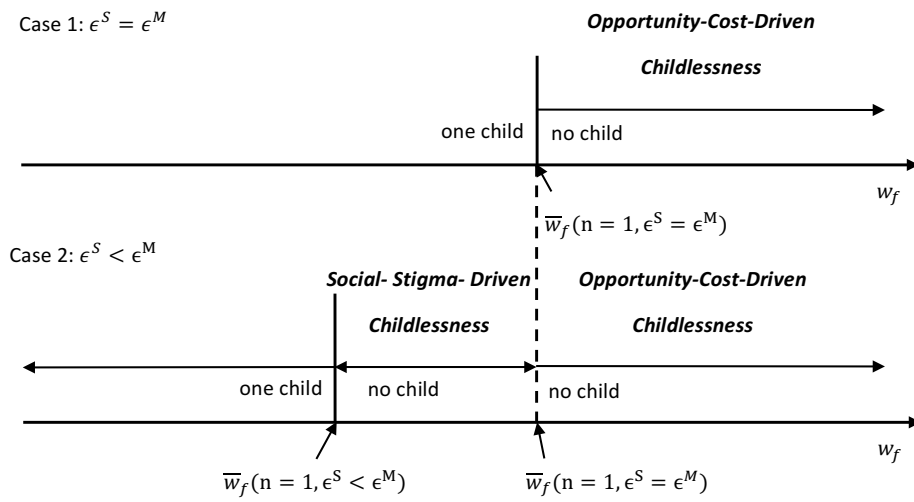 Case 1: ϵ^S = ϵ^M
Opportunity-Cost-Driven
Childlessness
one child
no child
w_f
w̅_f(n = 1, ϵ^S = ϵ^M)
Case 2: ϵ^S < ϵ^M
Social- Stigma- Driven
Childlessness
Opportunity-Cost-Driven
Childlessness
one child
no child
no child
w_f
w̅_f(n = 1, ϵ^S < ϵ^M)
w̅_f(n = 1, ϵ^S = ϵ^M)